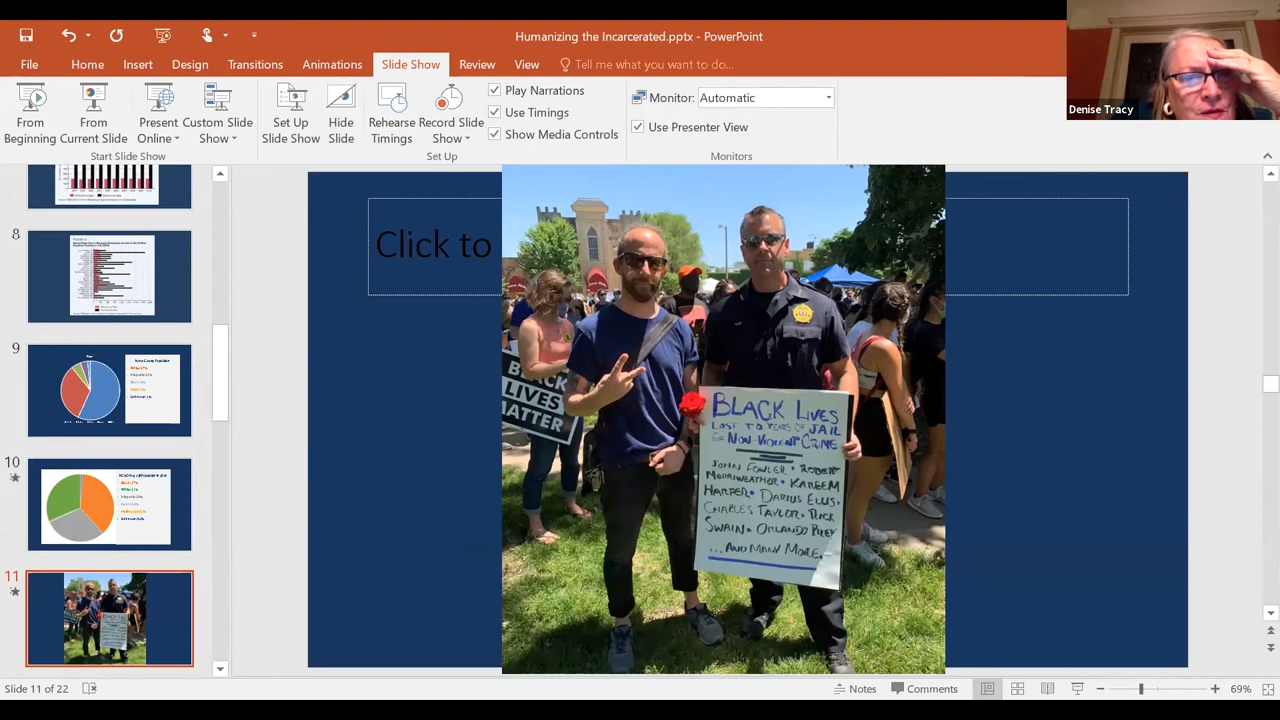 Humanizing the Incarcerated.pptx - PowerPoint
File Home Insert Design Transitions Animations Slide Show Review View Tell me what you want to do...
Denise Tracy
From Beginning
From Current Slide
Present Online
Custom Slide Show
Start Slide Show
Set Up Slide Show
Hide Slide
Rehearse Timings
Record Slide Show
Play Narrations
Use Timings
Show Media Controls
Set Up
Monitor: Automatic
Use Presenter View
Monitors
8
9
10
11
Click to
BLACK
LIVES
MATTER
BLACK LIVES
LOST TO YEARS OF JAIL
FOR NON-VIOLENT CRIME
JOHN FOWLER • ROBERT
MERRIWEATHER • KAREEM
HARPER • DARIUS ELLIS •
CHARLES TAYLOR • RICK
SWAIN • ORLANDO
...AND MANY MORE...
Slide 11 of 22
Notes Comments 69%